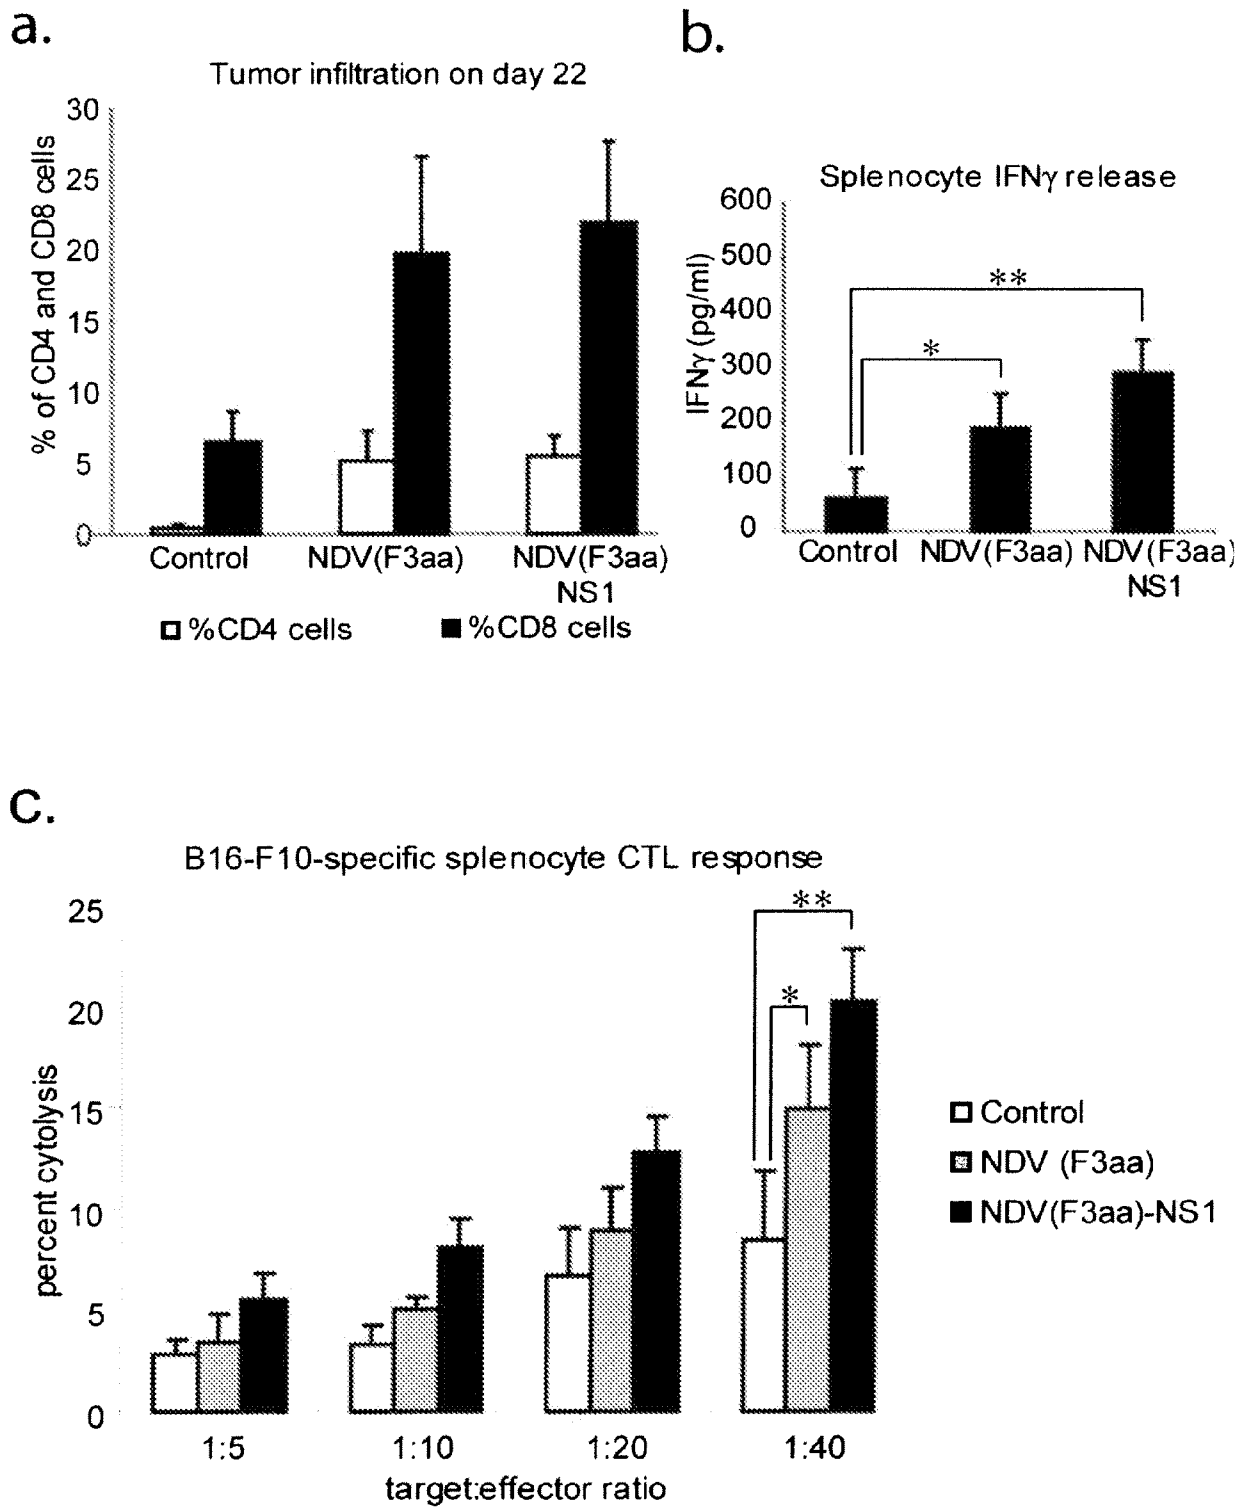 a.
Tumor infiltration on day 22
% of CD4 and CD8 cells
30
25
20
15
10
5
0
Control
NDV(F3aa)
NDV(F3aa)
NS1
%CD4 cells
%CD8 cells
b.
Splenocyte IFNγ release
IFNγ (pg/ml)
600
500
400
300
200
100
0
**
*
Control
NDV(F3aa)
NDV(F3aa)
NS1
c.
B16-F10-specific splenocyte CTL response
percent cytolysis
25
20
15
10
5
0
**
*
1:5
1:10
1:20
1:40
target:effector ratio
Control
NDV (F3aa)
NDV(F3aa)-NS1